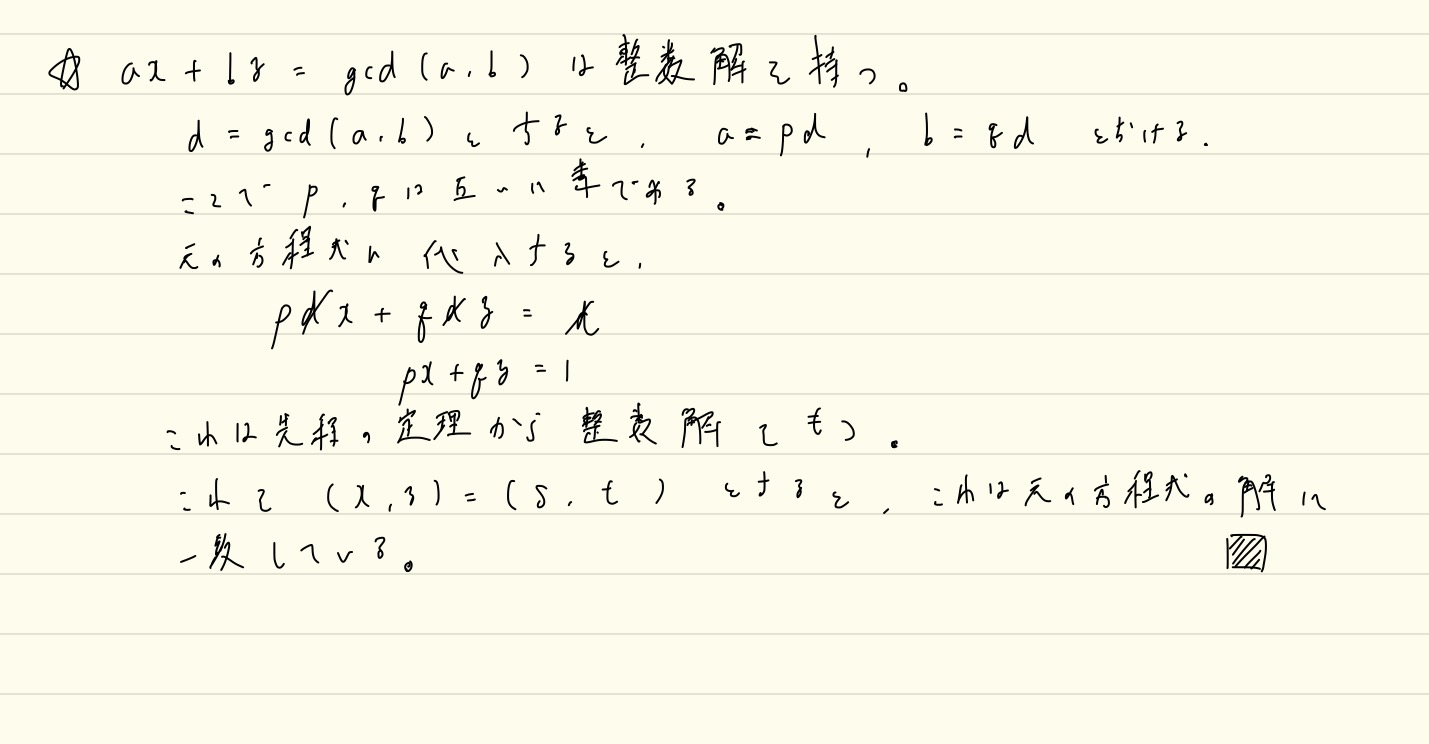 ☆ ax + by = gcd(a,b) は整数解を持つ。
d = gcd(a,b) とすると, a = pd, b = qd とおける.
ここで p, q は互いに素である。
元の方程式に代入すると,
pdx + qdy = d
px + qy = 1
これは先程の定理から整数解をもつ.
これを (x,y) = (s,t) とすると, これは元の方程式の解に
一致している。